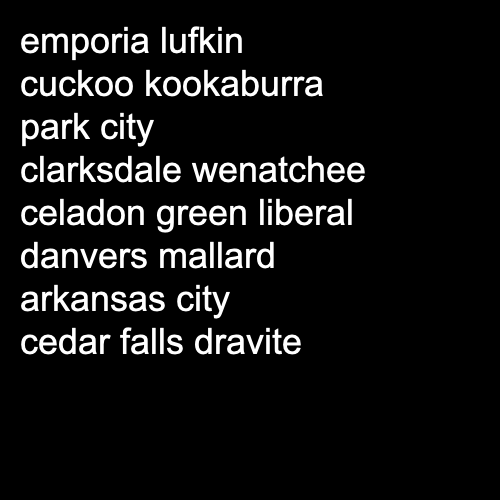 emporia lufkin
cuckoo kookaburra
park city
clarksdale wenatchee
celadon green liberal
danvers mallard
arkansas city
cedar falls dravite